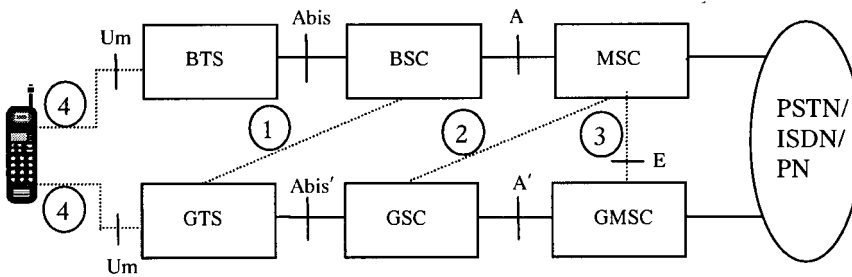 Um
Abis
A
BTS
BSC
MSC
4
1
2
3
PSTN/
ISDN/
PN
E
4
Abis′
A′
GTS
GSC
GMSC
Um